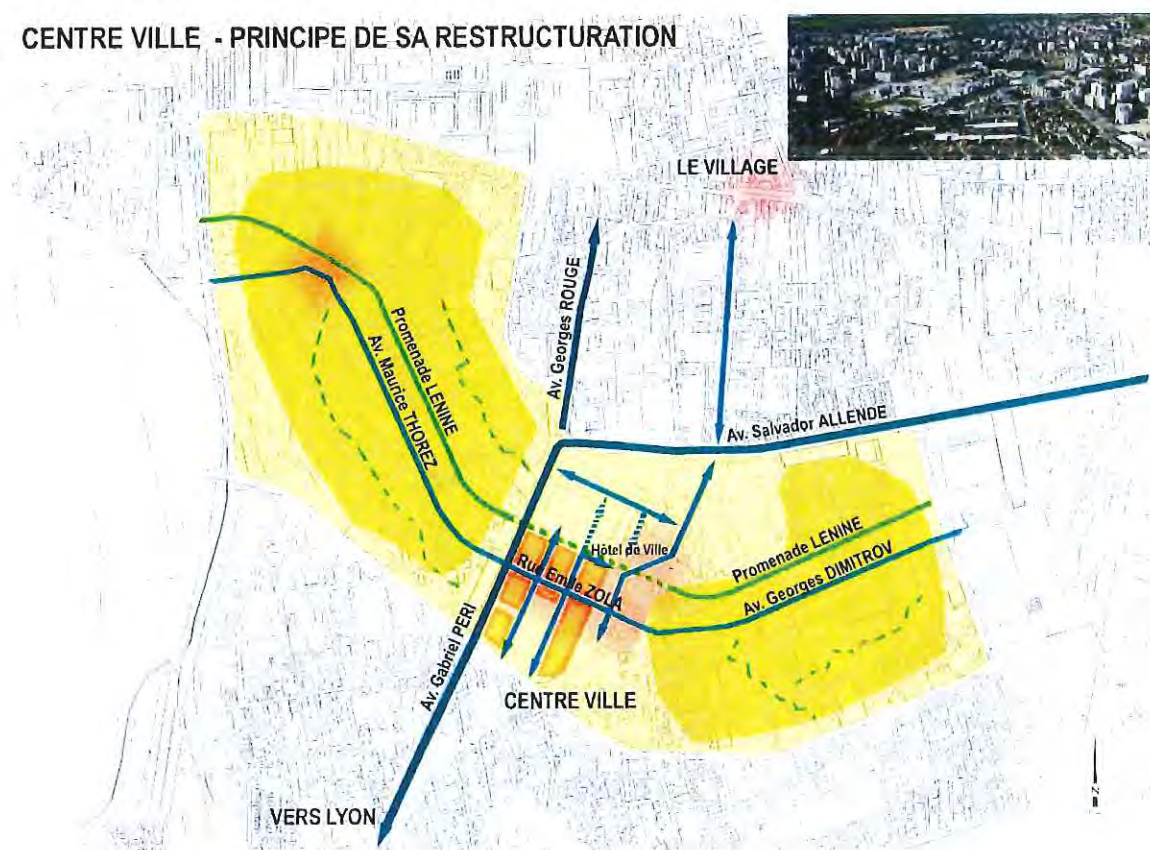 CENTRE VILLE - PRINCIPE DE SA RESTRUCTURATION
LE VILLAGE
Av. Georges ROUGE
Promenade LENINE
Av. Maurice THOREZ
Av. Salvador ALLENDE
Hôtel de Ville
Rue Emile ZOLA
Promenade LENINE
Av. Georges DIMITROV
Av. Gabriel PERI
CENTRE VILLE
VERS LYON